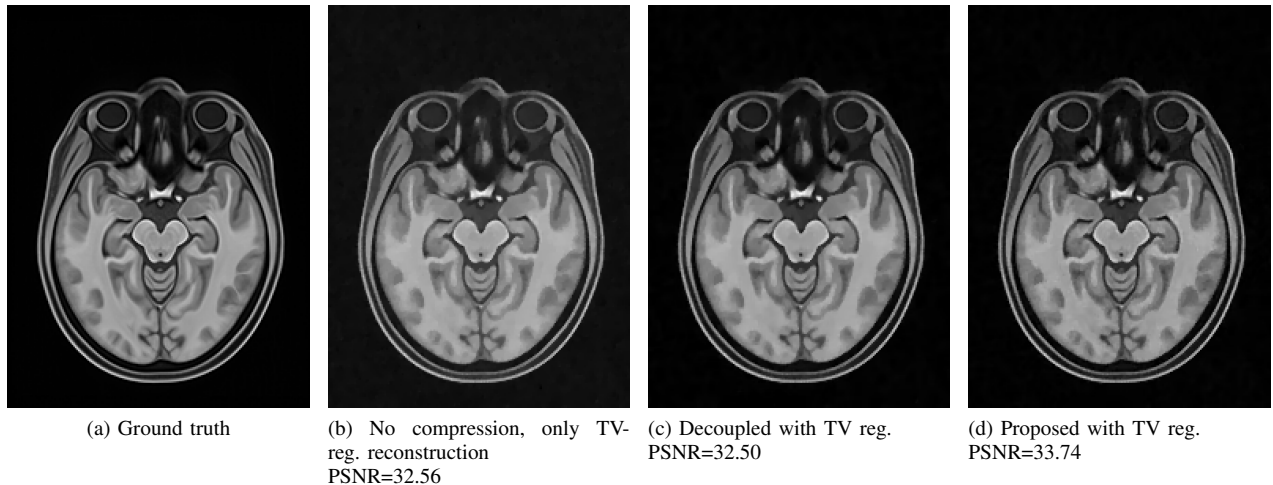 (a) Ground truth
(b) No compression, only TV-
reg. reconstruction
PSNR=32.56
(c) Decoupled with TV reg.
PSNR=32.50
(d) Proposed with TV reg.
PSNR=33.74